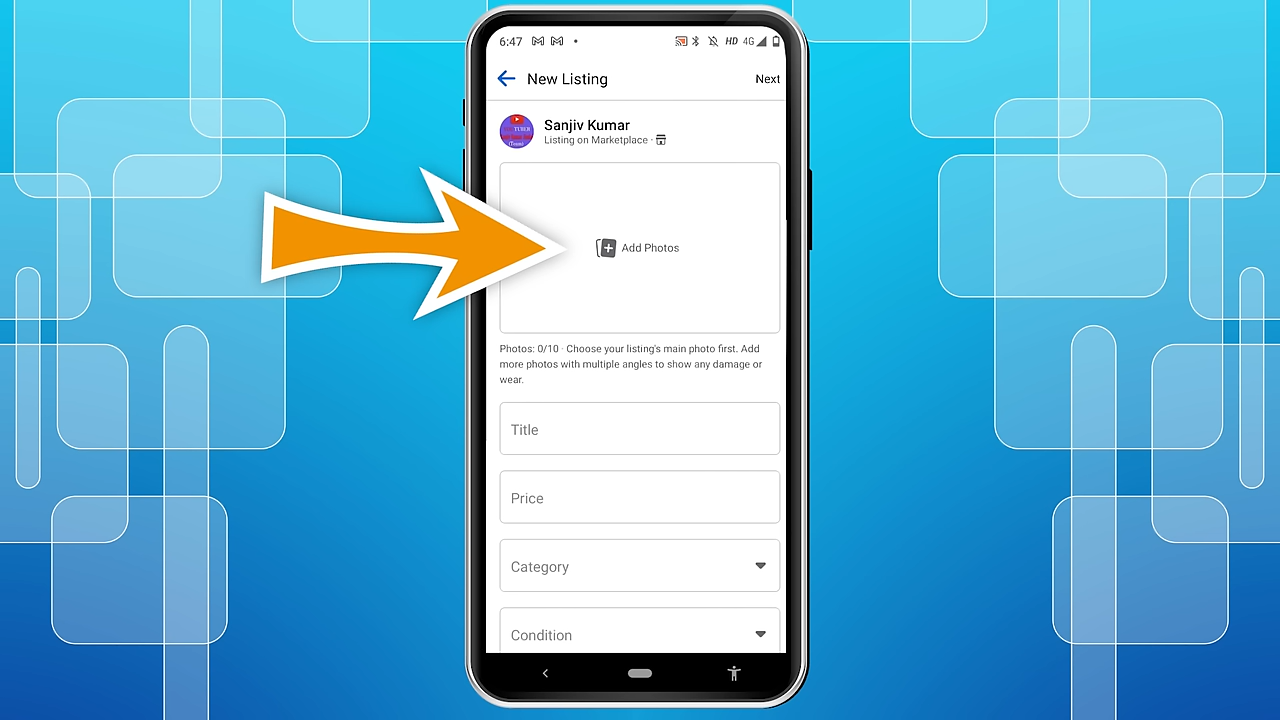 6:47 HD 4G
New Listing Next
Sanjiv Kumar
Listing on Marketplace ·
Add Photos
Photos: 0/10 · Choose your listing's main photo first. Add
more photos with multiple angles to show any damage or
wear.
Title
Price
Category
Condition